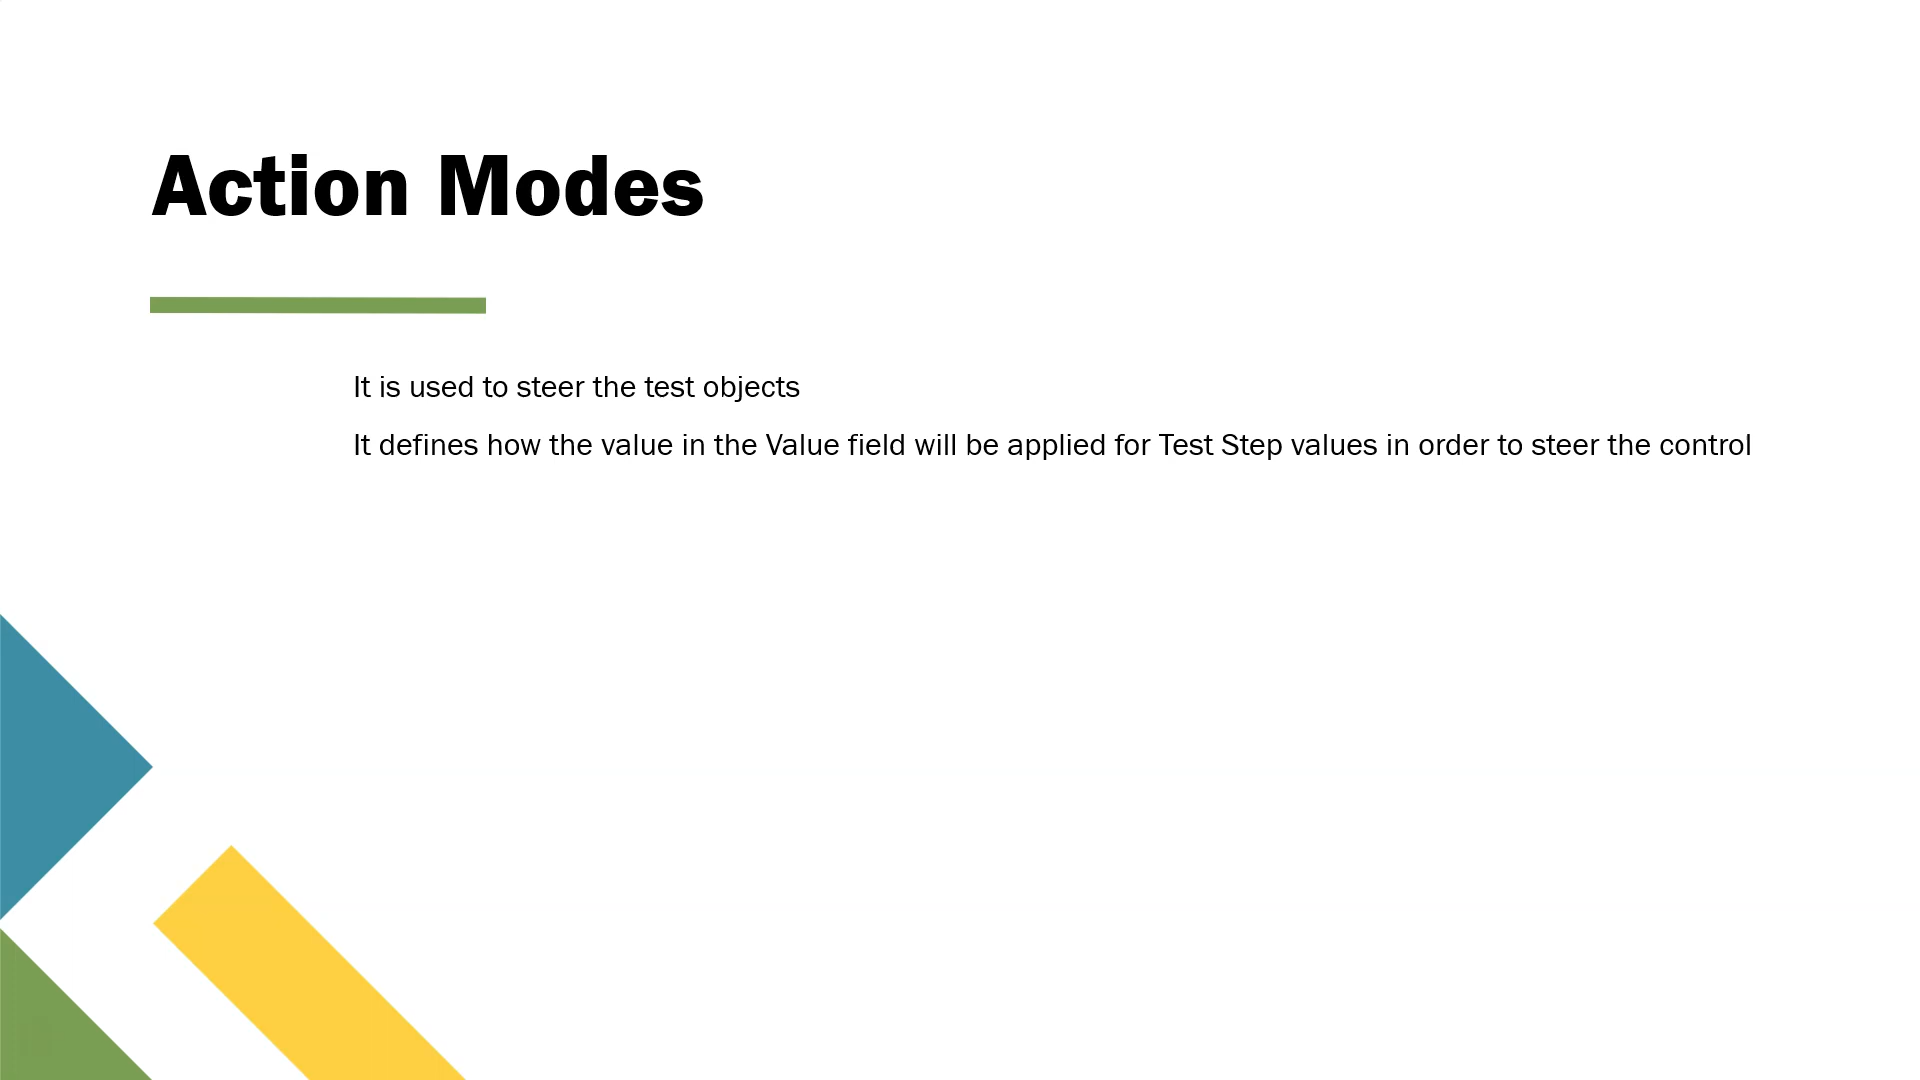 Action Modes
It is used to steer the test objects
It defines how the value in the Value field will be applied for Test Step values in order to steer the control